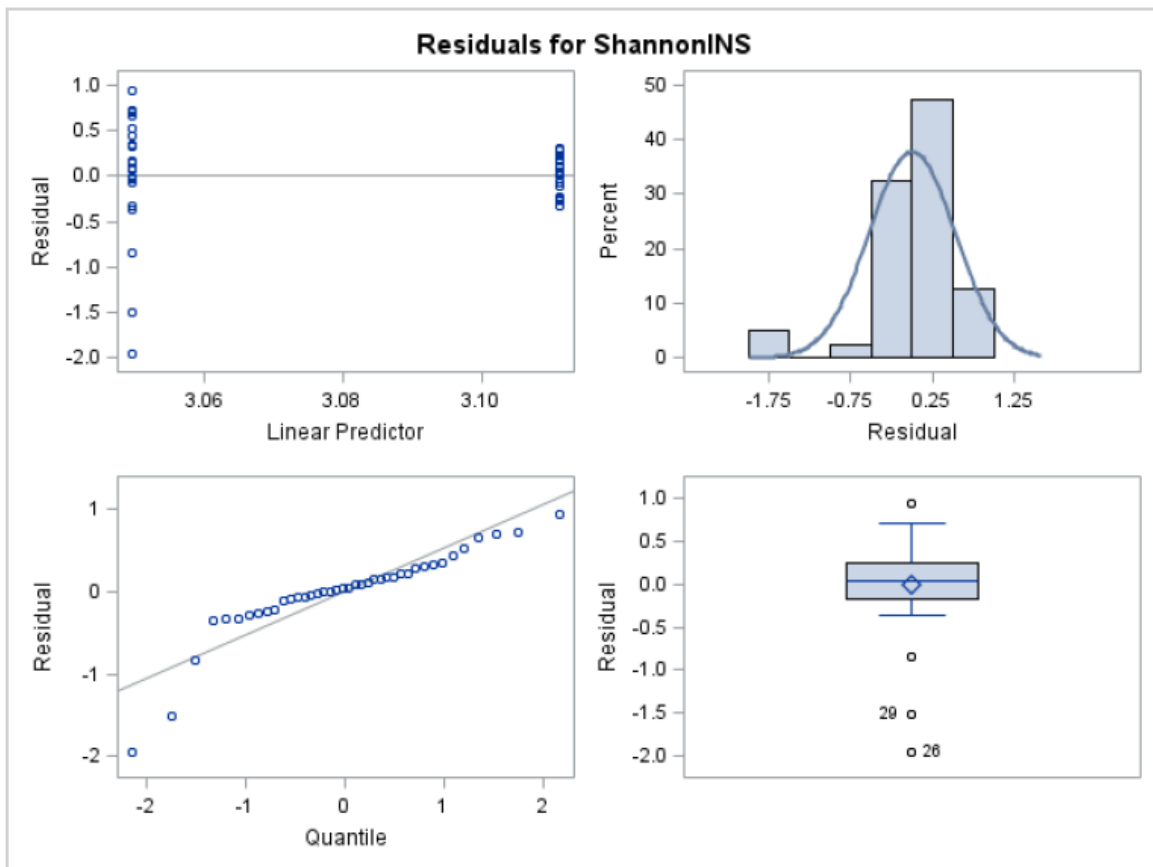 Residuals for ShannonINS
1.0
0.5
0.0
-0.5
-1.0
-1.5
-2.0
Residual
3.06 3.08 3.10
Linear Predictor
50
40
30
20
10
0
Percent
-1.75 -0.75 0.25 1.25
Residual
1
0
-1
-2
Residual
-2 -1 0 1 2
Quantile
1.0
0.5
0.0
-0.5
-1.0
-1.5
-2.0
Residual
29
26